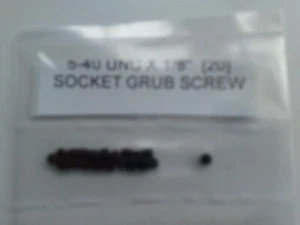 5-40 UNC X 1/8" (20)
SOCKET GRUB SCREW